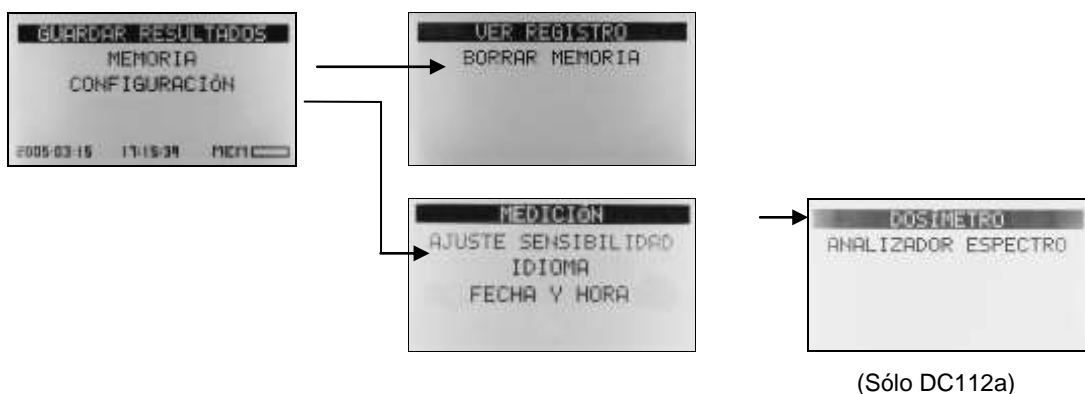 GUARDAR RESULTADOS
MEMORIA
CONFIGURACIÓN
2005-03-15 17:15:39 MEM
VER REGISTRO
BORRAR MEMORIA
MEDICIÓN
AJUSTE SENSIBILIDAD
IDIOMA
FECHA Y HORA
DOSÍMETRO
ANALIZADOR ESPECTRO
(Sólo DC112a)